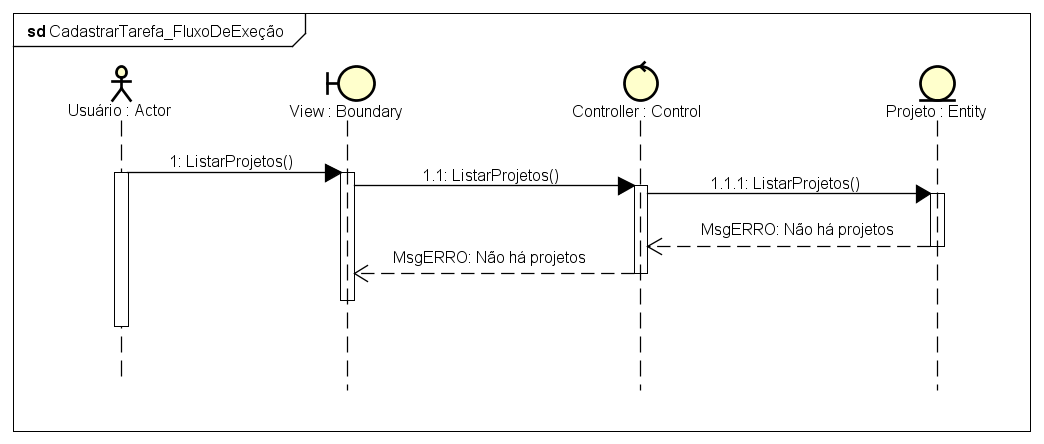 sd CadastrarTarefa_FluxoDeExeção
Usuário : Actor
View : Boundary
Controller : Control
Projeto : Entity
1: ListarProjetos()
1.1: ListarProjetos()
1.1.1: ListarProjetos()
MsgERRO: Não há projetos
MsgERRO: Não há projetos